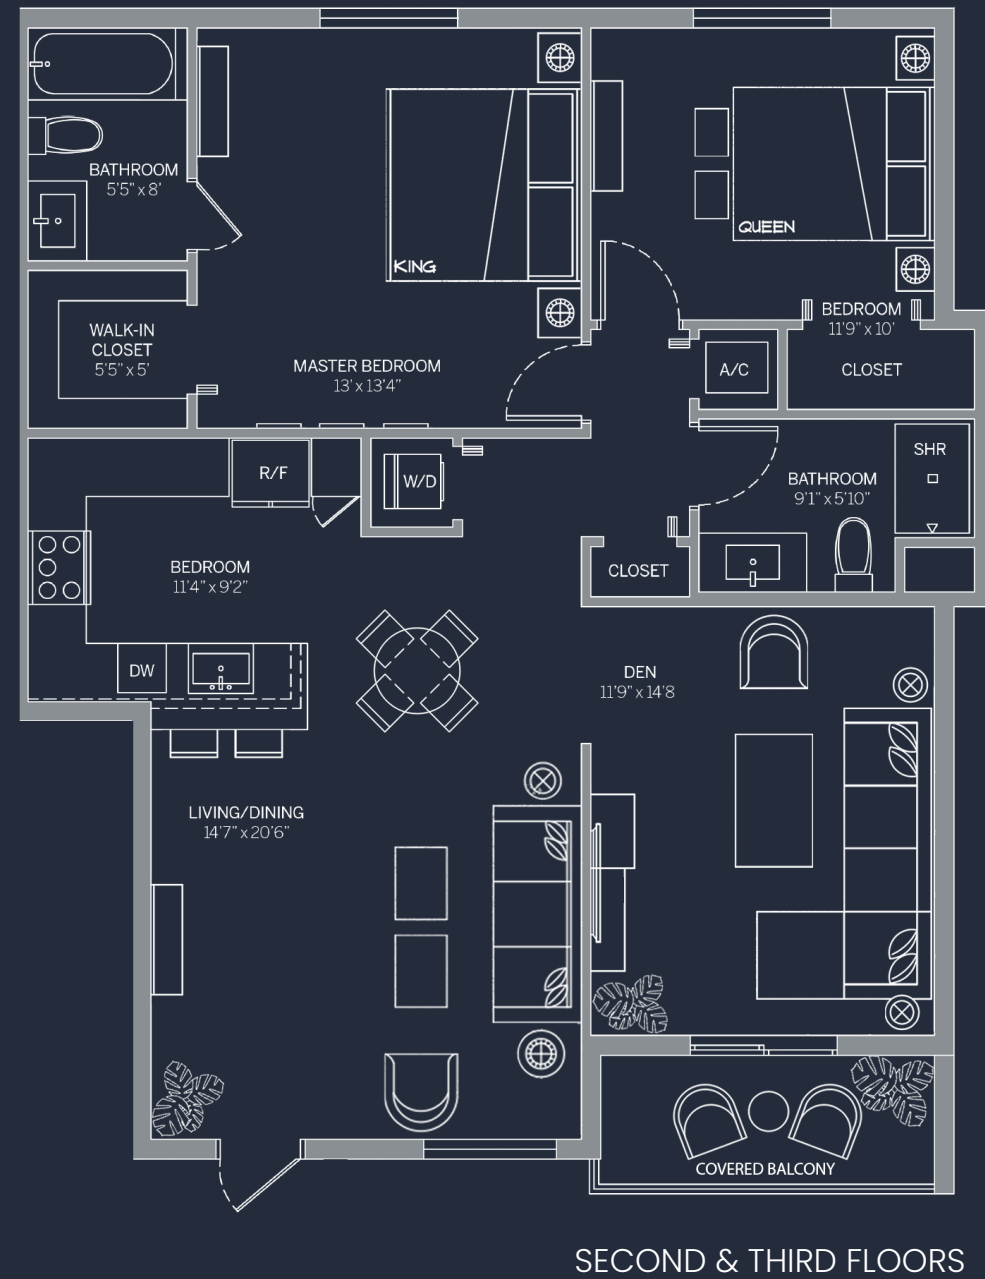 BATHROOM
5'5" x 8'
KING
QUEEN
WALK-IN
CLOSET
5'5" x 5'
MASTER BEDROOM
13' x 13'4"
BEDROOM
11'9" x 10'
CLOSET
A/C
R/F
W/D
SHR
BATHROOM
9'1" x 5'10"
BEDROOM
11'4" x 9'2"
CLOSET
DW
DEN
11'9" x 14'8
LIVING/DINING
14'7" x 20'6"
COVERED BALCONY
SECOND & THIRD FLOORS